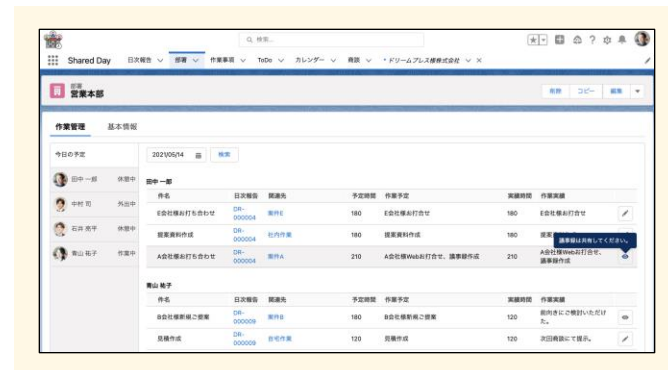 検索...
Shared Day 日次報告 部署 作業事項 ToDo カレンダー 商談 * ドリームプレス様株式会社
部署
営業本部
削除 コピー 編集
作業管理 基本情報
今日の予定
2021/05/14 検索
田中 一郎 休憩中
中村 司 外出中
石井 亮平 休憩中
青山 祐子 作業中
田中 一郎
件名 日次報告 関連先 予定時間 作業予定 実績時間 作業実績
E会社様お打ち合わせ DR-000004 案件E 180 E会社様お打合せ 180 E会社様お打合せ
提案資料作成 DR-000004 社内作業 180 提案資料作成 180
議事録は共有してください。
A会社様お打ち合わせ DR-000004 案件A 210 A会社様Webお打合せ、議事録作成 210 A会社様Webお打合せ、
議事録作成
青山 祐子
件名 日次報告 関連先 予定時間 作業予定 実績時間 作業実績
B会社様新規ご提案 DR-000009 案件B 180 B会社様新規ご提案 120 前向きにご検討いただけ
た。
見積作成 DR-000009 自宅作業 120 見積作成 120 次回商談にて提示。